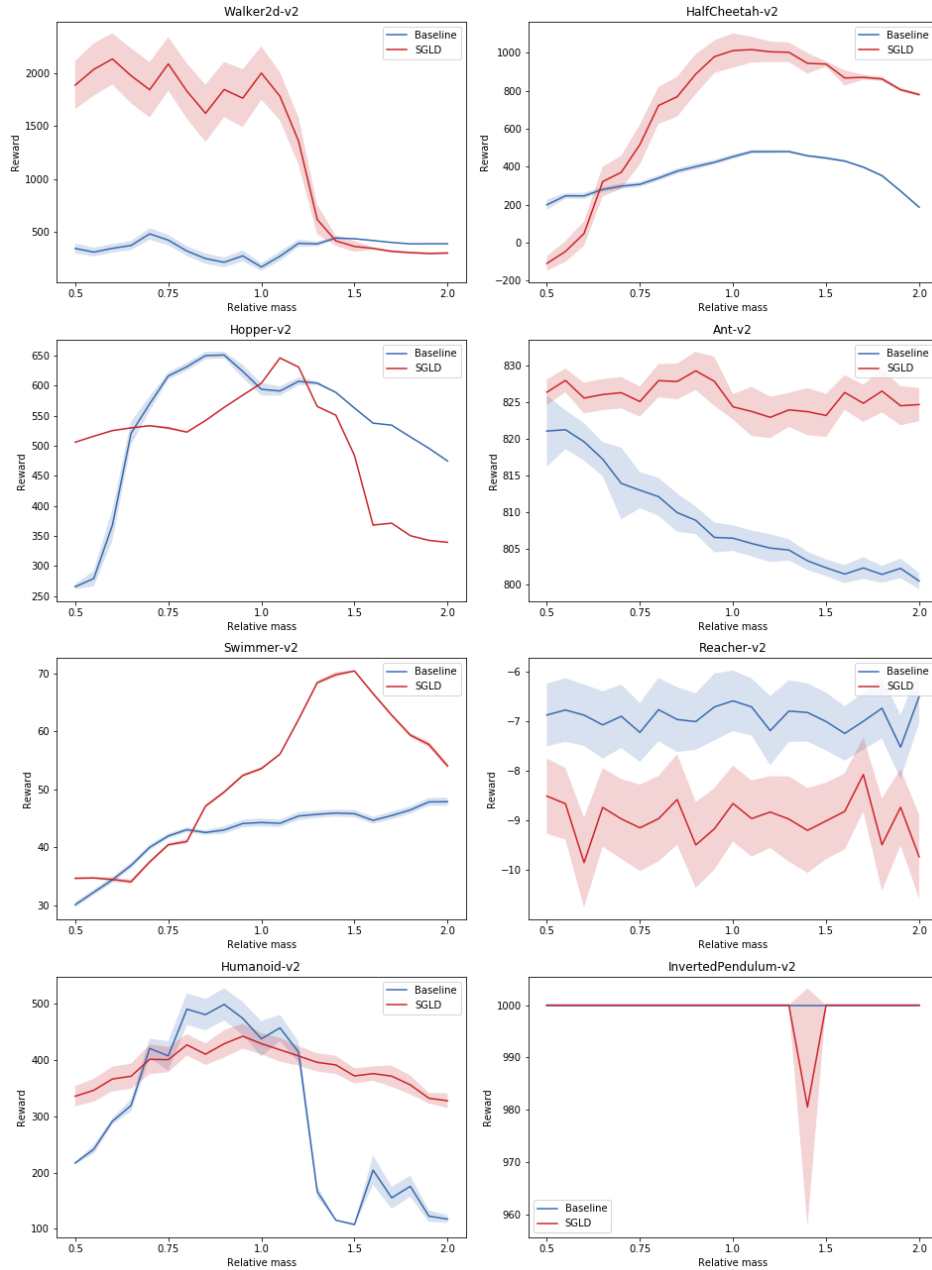 Walker2d-v2
Baseline
SGLD
Reward
2000
1500
1000
500
0.5 0.75 1.0 1.5 2.0
Relative mass
HalfCheetah-v2
Baseline
SGLD
Reward
1000
800
600
400
200
0
−200
0.5 0.75 1.0 1.5 2.0
Relative mass
Hopper-v2
Baseline
SGLD
Reward
650
600
550
500
450
400
350
300
250
0.5 0.75 1.0 1.5 2.0
Relative mass
Ant-v2
Baseline
SGLD
Reward
830
825
820
815
810
805
800
0.5 0.75 1.0 1.5 2.0
Relative mass
Swimmer-v2
Baseline
SGLD
Reward
70
60
50
40
30
0.5 0.75 1.0 1.5 2.0
Relative mass
Reacher-v2
Baseline
SGLD
Reward
−6
−7
−8
−9
−10
0.5 0.75 1.0 1.5 2.0
Relative mass
Humanoid-v2
Baseline
SGLD
Reward
500
400
300
200
100
0.5 0.75 1.0 1.5 2.0
Relative mass
InvertedPendulum-v2
Reward
1000
990
980
970
960
Baseline
SGLD
0.5 0.75 1.0 1.5 2.0
Relative mass